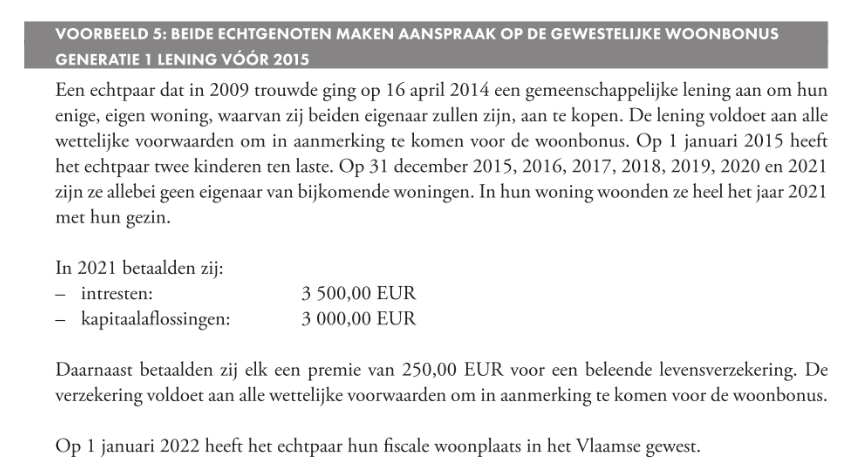 VOORBEELD 5: BEIDE ECHTGENOTEN MAKEN AANSPRAAK OP DE GEWESTELIJKE WOONBONUS
GENERATIE 1 LENING VÓÓR 2015
Een echtpaar dat in 2009 trouwde ging op 16 april 2014 een gemeenschappelijke lening aan om hun
enige, eigen woning, waarvan zij beiden eigenaar zullen zijn, aan te kopen. De lening voldoet aan alle
wettelijke voorwaarden om in aanmerking te komen voor de woonbonus. Op 1 januari 2015 heeft
het echtpaar twee kinderen ten laste. Op 31 december 2015, 2016, 2017, 2018, 2019, 2020 en 2021
zijn ze allebei geen eigenaar van bijkomende woningen. In hun woning woonden ze heel het jaar 2021
met hun gezin.
In 2021 betaalden zij:
– intresten: 3 500,00 EUR
– kapitaalaflossingen: 3 000,00 EUR
Daarnaast betaalden zij elk een premie van 250,00 EUR voor een beleende levensverzekering. De
verzekering voldoet aan alle wettelijke voorwaarden om in aanmerking te komen voor de woonbonus.
Op 1 januari 2022 heeft het echtpaar hun fiscale woonplaats in het Vlaamse gewest.